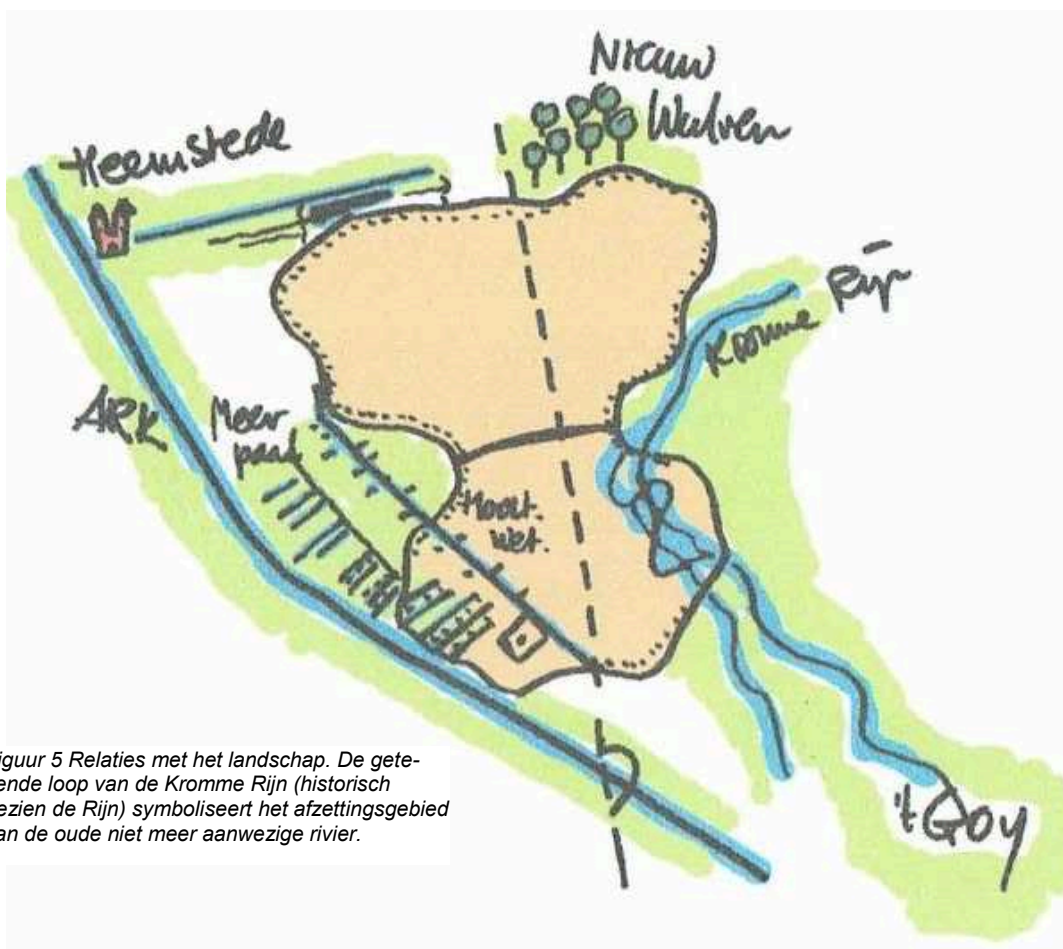 Nieuw
Wulven
Heemstede
Kromme Rijn
ARK
Meer
paal
Hout.
Wet.
iguur 5 Relaties met het landschap. De gete-
ende loop van de Kromme Rijn (historisch
ezien de Rijn) symboliseert het afzettingsgebied
an de oude niet meer aanwezige rivier.
't Goy